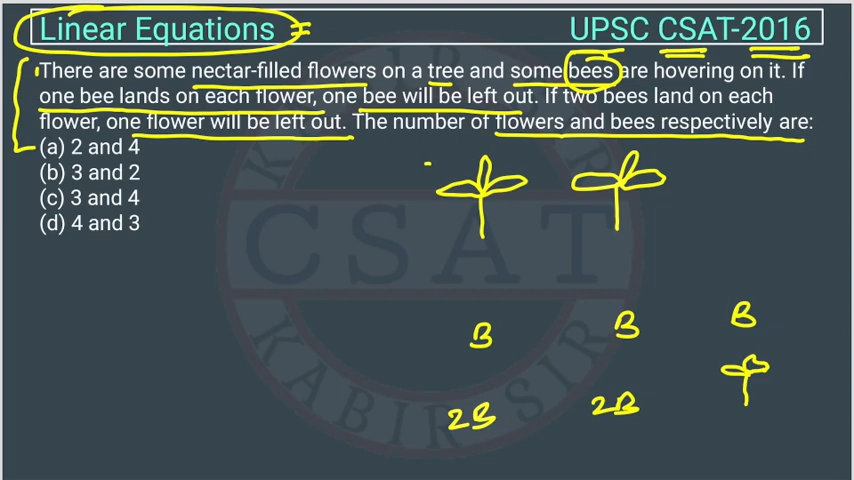 Linear Equations =
UPSC CSAT-2016
There are some nectar-filled flowers on a tree and some bees are hovering on it. If
one bee lands on each flower, one bee will be left out. If two bees land on each
flower, one flower will be left out. The number of flowers and bees respectively are:
(a) 2 and 4
(b) 3 and 2
(c) 3 and 4
(d) 4 and 3
CSAT
KABIR SIR
B B B
2B 2B